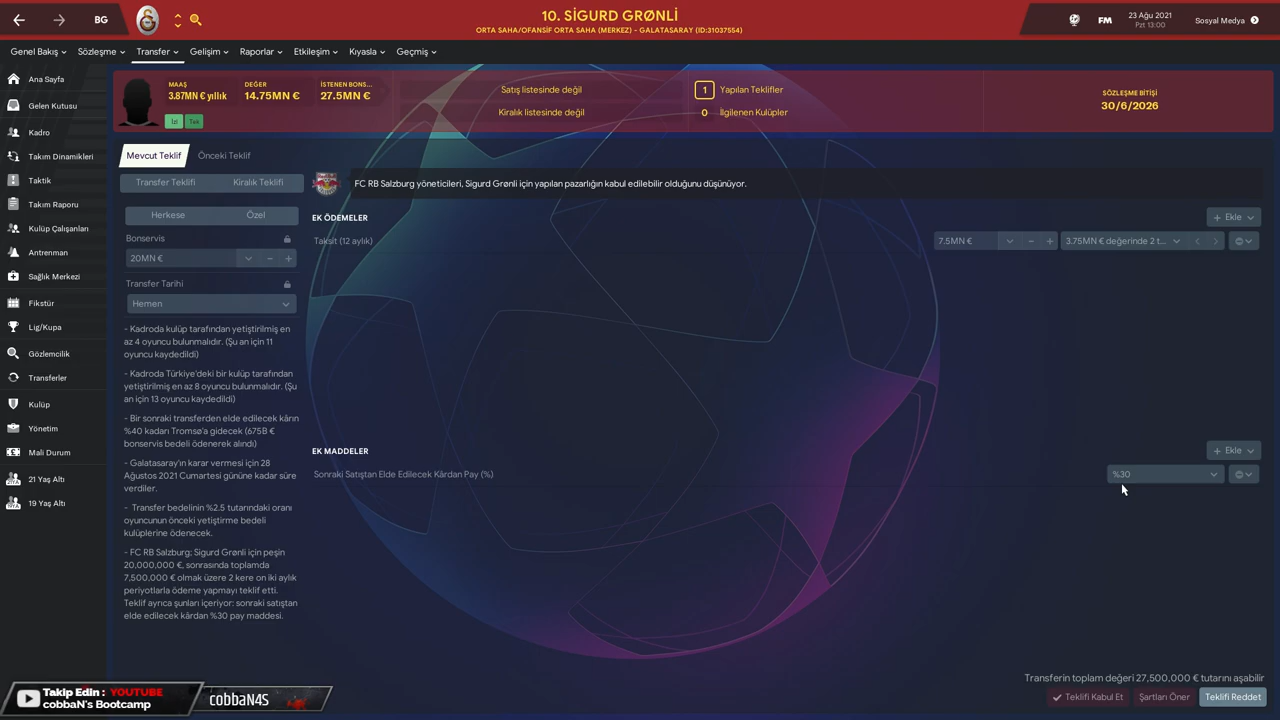 BG
10. SİGURD GRØNLİ
ORTA SAHA/OFANSİF ORTA SAHA (MERKEZ) - GALATASARAY (ID:31037554)
FM
23 Ağu 2021
Pzt 13:00
Sosyal Medya
Genel Bakış
Sözleşme
Transfer
Gelişim
Raporlar
Etkileşim
Kıyasla
Geçmiş
Ana Sayfa
Gelen Kutusu
Kadro
Takım Dinamikleri
Taktik
Takım Raporu
Kulüp Çalışanları
Antrenman
Sağlık Merkezi
Fikstür
Lig/Kupa
Gözlemcilik
Transferler
Kulüp
Yönetim
Mali Durum
21 Yaş Altı
19 Yaş Altı
MAAŞ
3.87MN € yıllık
DEĞER
14.75MN €
İSTENEN BONS...
27.5MN €
İzl
Tek
Satış listesinde değil
Kiralık listesinde değil
1 Yapılan Teklifler
0 İlgilenen Kulüpler
SÖZLEŞME BİTİŞİ
30/6/2026
Mevcut Teklif
Önceki Teklif
Transfer Teklifi
Kiralık Teklifi
FC RB Salzburg yöneticileri, Sigurd Grønli için yapılan pazarlığın kabul edilebilir olduğunu düşünüyor.
Herkese
Özel
Bonservis
20MN €
Transfer Tarihi
Hemen
- Kadroda kulüp tarafından yetiştirilmiş en
az 4 oyuncu bulunmalıdır. (Şu an için 11
oyuncu kaydedildi)
- Kadroda Türkiye'deki bir kulüp tarafından
yetiştirilmiş en az 8 oyuncu bulunmalıdır. (Şu
an için 13 oyuncu kaydedildi)
- Bir sonraki transferden elde edilecek kârın
%40 kadarı Tromsø'a gidecek (675B €
bonservis bedeli ödenerek alındı)
- Galatasaray'ın karar vermesi için 28
Ağustos 2021 Cumartesi gününe kadar süre
verdiler.
- Transfer bedelinin %2.5 tutarındaki oranı
oyuncunun önceki yetiştirme bedeli
kulüplerine ödenecek.
- FC RB Salzburg; Sigurd Grønli için peşin
20,000,000 €, sonrasında toplamda
7,500,000 € olmak üzere 2 kere on iki aylık
periyotlarla ödeme yapmayı teklif etti.
Teklif ayrıca şunları içeriyor: sonraki satıştan
elde edilecek kârdan %30 pay maddesi.
EK ÖDEMELER
Ekle
Taksit (12 aylık)
7.5MN €
3.75MN € değerinde 2 t...
EK MADDELER
Ekle
Sonraki Satıştan Elde Edilecek Kârdan Pay (%)
%30
Transferin toplam değeri 27,500,000 € tutarını aşabilir
Teklifi Kabul Et
Şartları Öner
Teklifi Reddet
Takip Edin : YOUTUBE
cobbaN's Bootcamp
cobbaN4S